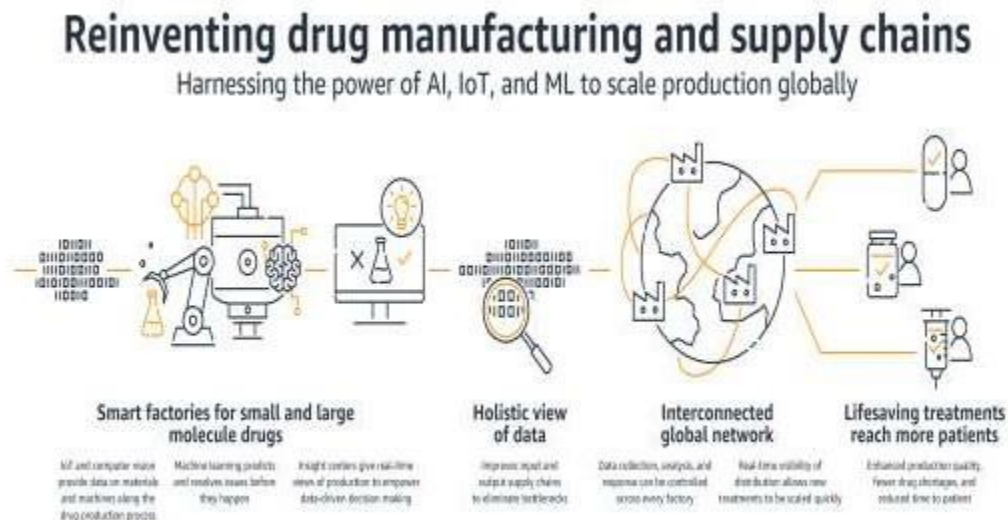 Reinventing drug manufacturing and supply chains
Harnessing the power of AI, IoT, and ML to scale production globally
Smart factories for small and large
molecule drugs
IoT and computer vision
provide data on materials
and machines along the
drug production process
Machine learning predicts
and resolves issues before
they happen
Insight centers give real-time
views of production to empower
data-driven decision making
Holistic view
of data
Improves input and
output supply chains
to eliminate bottlenecks
Interconnected
global network
Data collection, analysis, and
response can be controlled
across every factory
Real-time visibility of
distribution allows new
treatments to be scaled quickly
Lifesaving treatments
reach more patients
Enhanced production quality,
fewer drug shortages, and
reduced time to patient